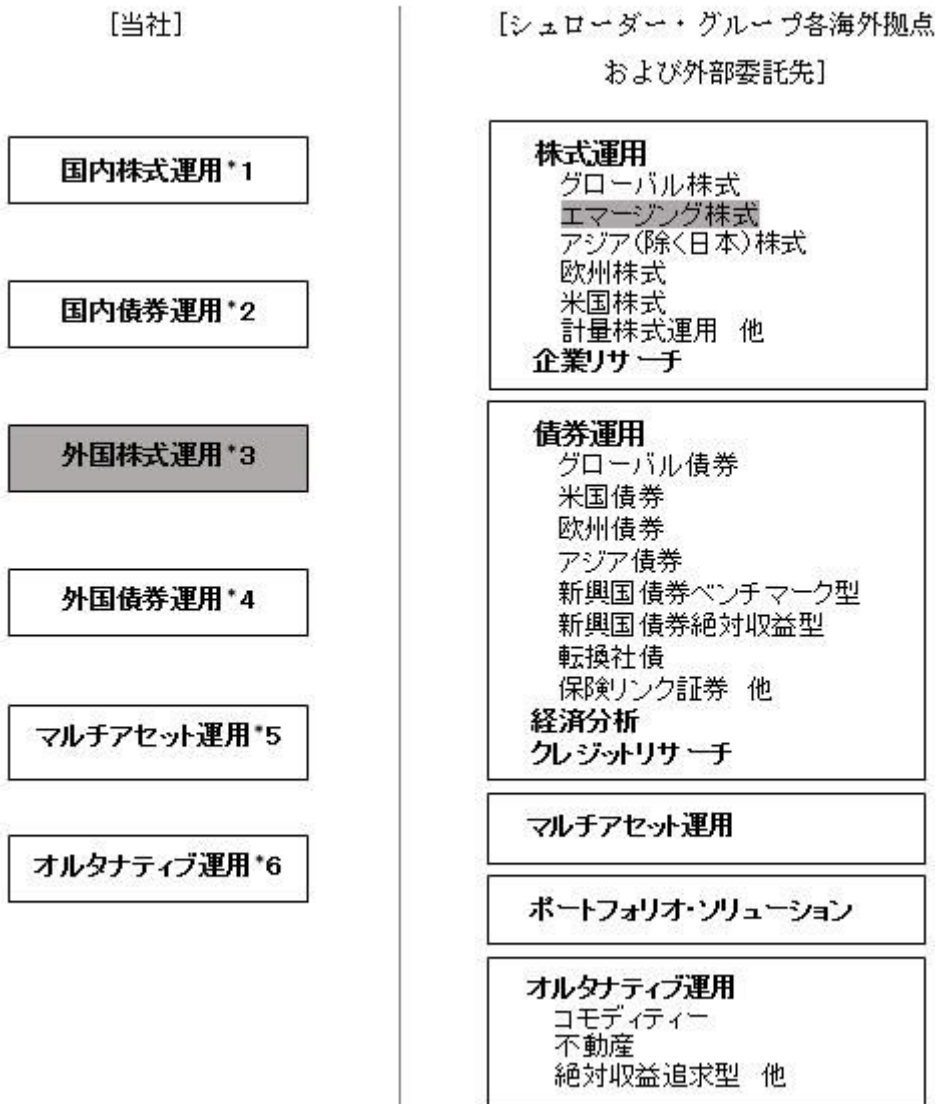 [当社]
国内株式運用*1
国内債券運用*2
外国株式運用*3
外国債券運用*4
マルチアセット運用*5
オルタナティブ運用*6
[シュローダー・グループ各海外拠点
および外部委託先]
株式運用
グローバル株式
エマージング株式
アジア(除く日本)株式
欧州株式
米国株式
計量株式運用 他
企業リサーチ
債券運用
グローバル債券
米国債券
欧州債券
アジア債券
新興国債券ベンチマーク型
新興国債券絶対収益型
転換社債
保険リンク証券 他
経済分析
クレジットリサーチ
マルチアセット運用
ポートフォリオ・ソリューション
オルタナティブ運用
コモディティー
不動産
絶対収益追求型 他